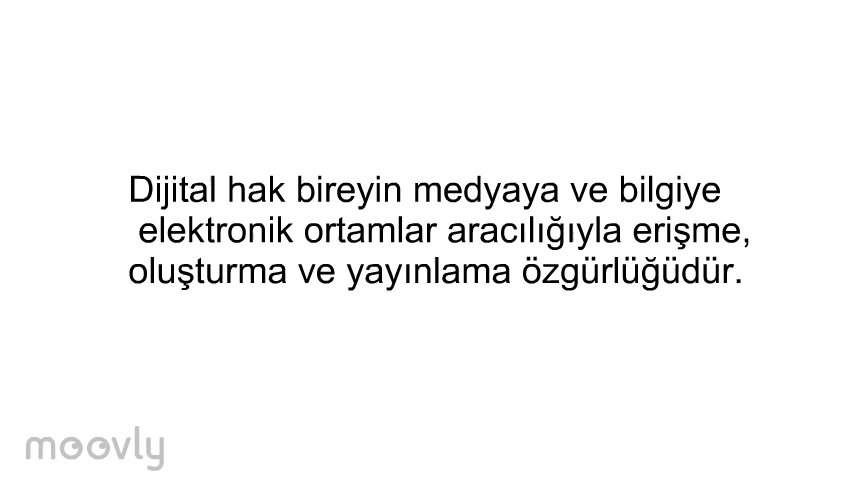 Dijital hak bireyin medyaya ve bilgiye
elektronik ortamlar aracılığıyla erişme,
oluşturma ve yayınlama özgürlüğüdür.
moovly